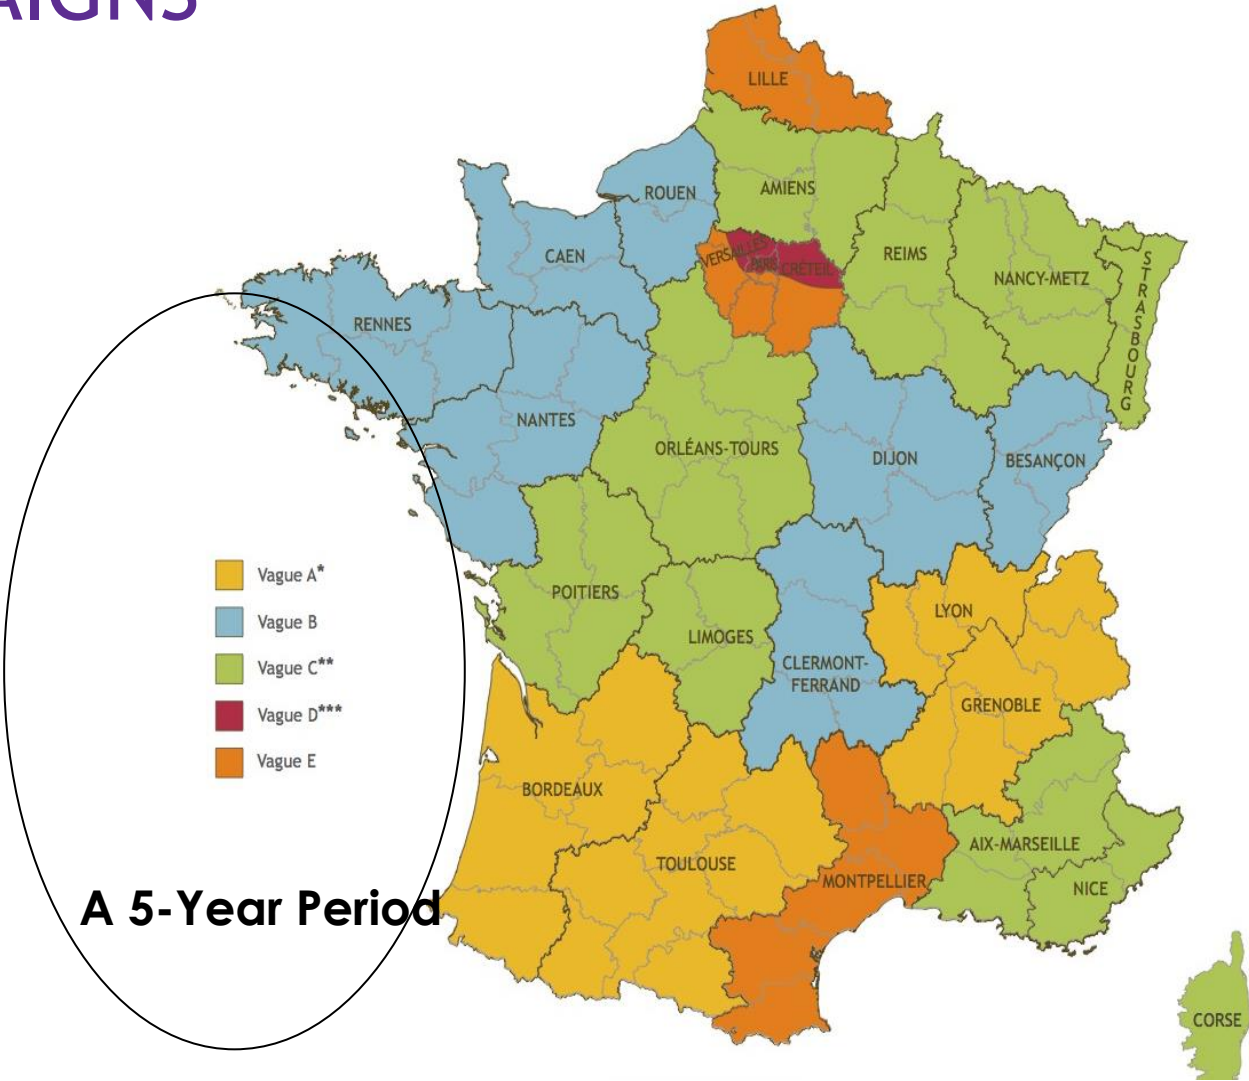 AIGNS
LILLE
ROUEN
AMIENS
CAEN
VERSAILLES
PARIS
CRÉTEIL
REIMS
NANCY-METZ
STRASBOURG
RENNES
NANTES
ORLÉANS-TOURS
DIJON
BESANÇON
Vague A*
Vague B
Vague C**
Vague D***
Vague E
POITIERS
LIMOGES
LYON
CLERMONT-
FERRAND
GRENOBLE
BORDEAUX
TOULOUSE
MONTPELLIER
AIX-MARSEILLE
NICE
A 5-Year Period
CORSE